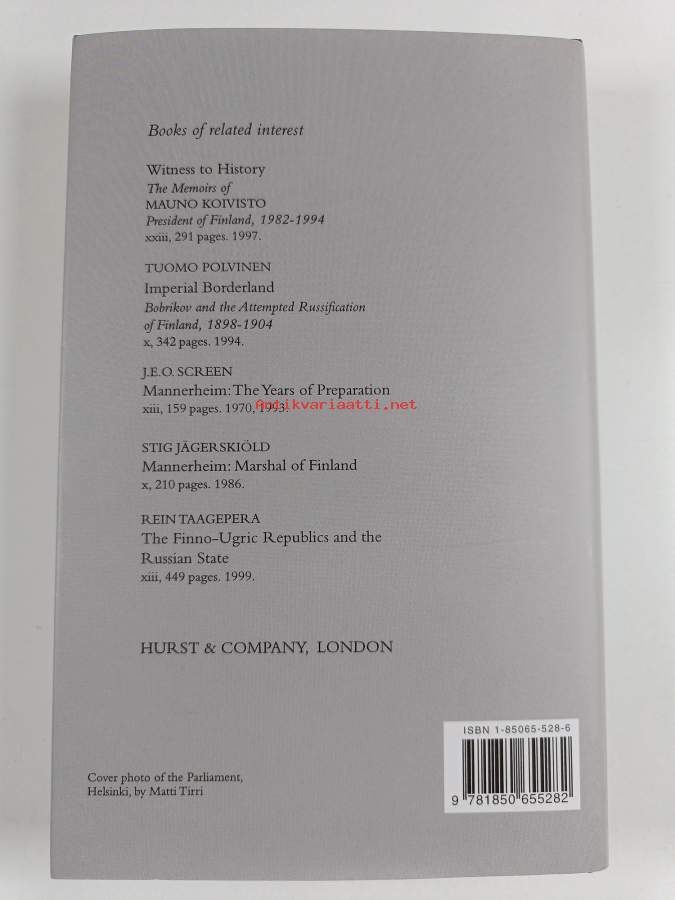 Books of related interest
Witness to History
The Memoirs of
MAUNO KOIVISTO
President of Finland, 1982-1994
xxiii, 291 pages. 1997.
TUOMO POLVINEN
Imperial Borderland
Bobrikov and the Attempted Russification
of Finland, 1898-1904
x, 342 pages. 1994.
J.E.O. SCREEN
Mannerheim: The Years of Preparation
xiii, 159 pages. 1970, 1993.
Antikvariaatti.net
STIG JÄGERSKIÖLD
Mannerheim: Marshal of Finland
x, 210 pages. 1986.
REIN TAAGEPERA
The Finno-Ugric Republics and the
Russian State
xiii, 449 pages. 1999.
HURST & COMPANY, LONDON
ISBN 1-85065-528-6
9 781850 655282
Cover photo of the Parliament,
Helsinki, by Matti Tirri